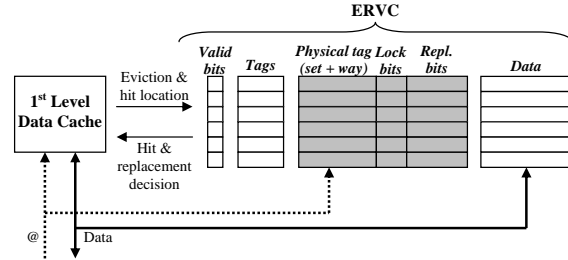 ERVC
Valid
bits
Tags
Physical tag
(set + way)
Lock
bits
Repl.
bits
Data
1st Level
Data Cache
Eviction &
hit location
Hit &
replacement
decision
@
Data